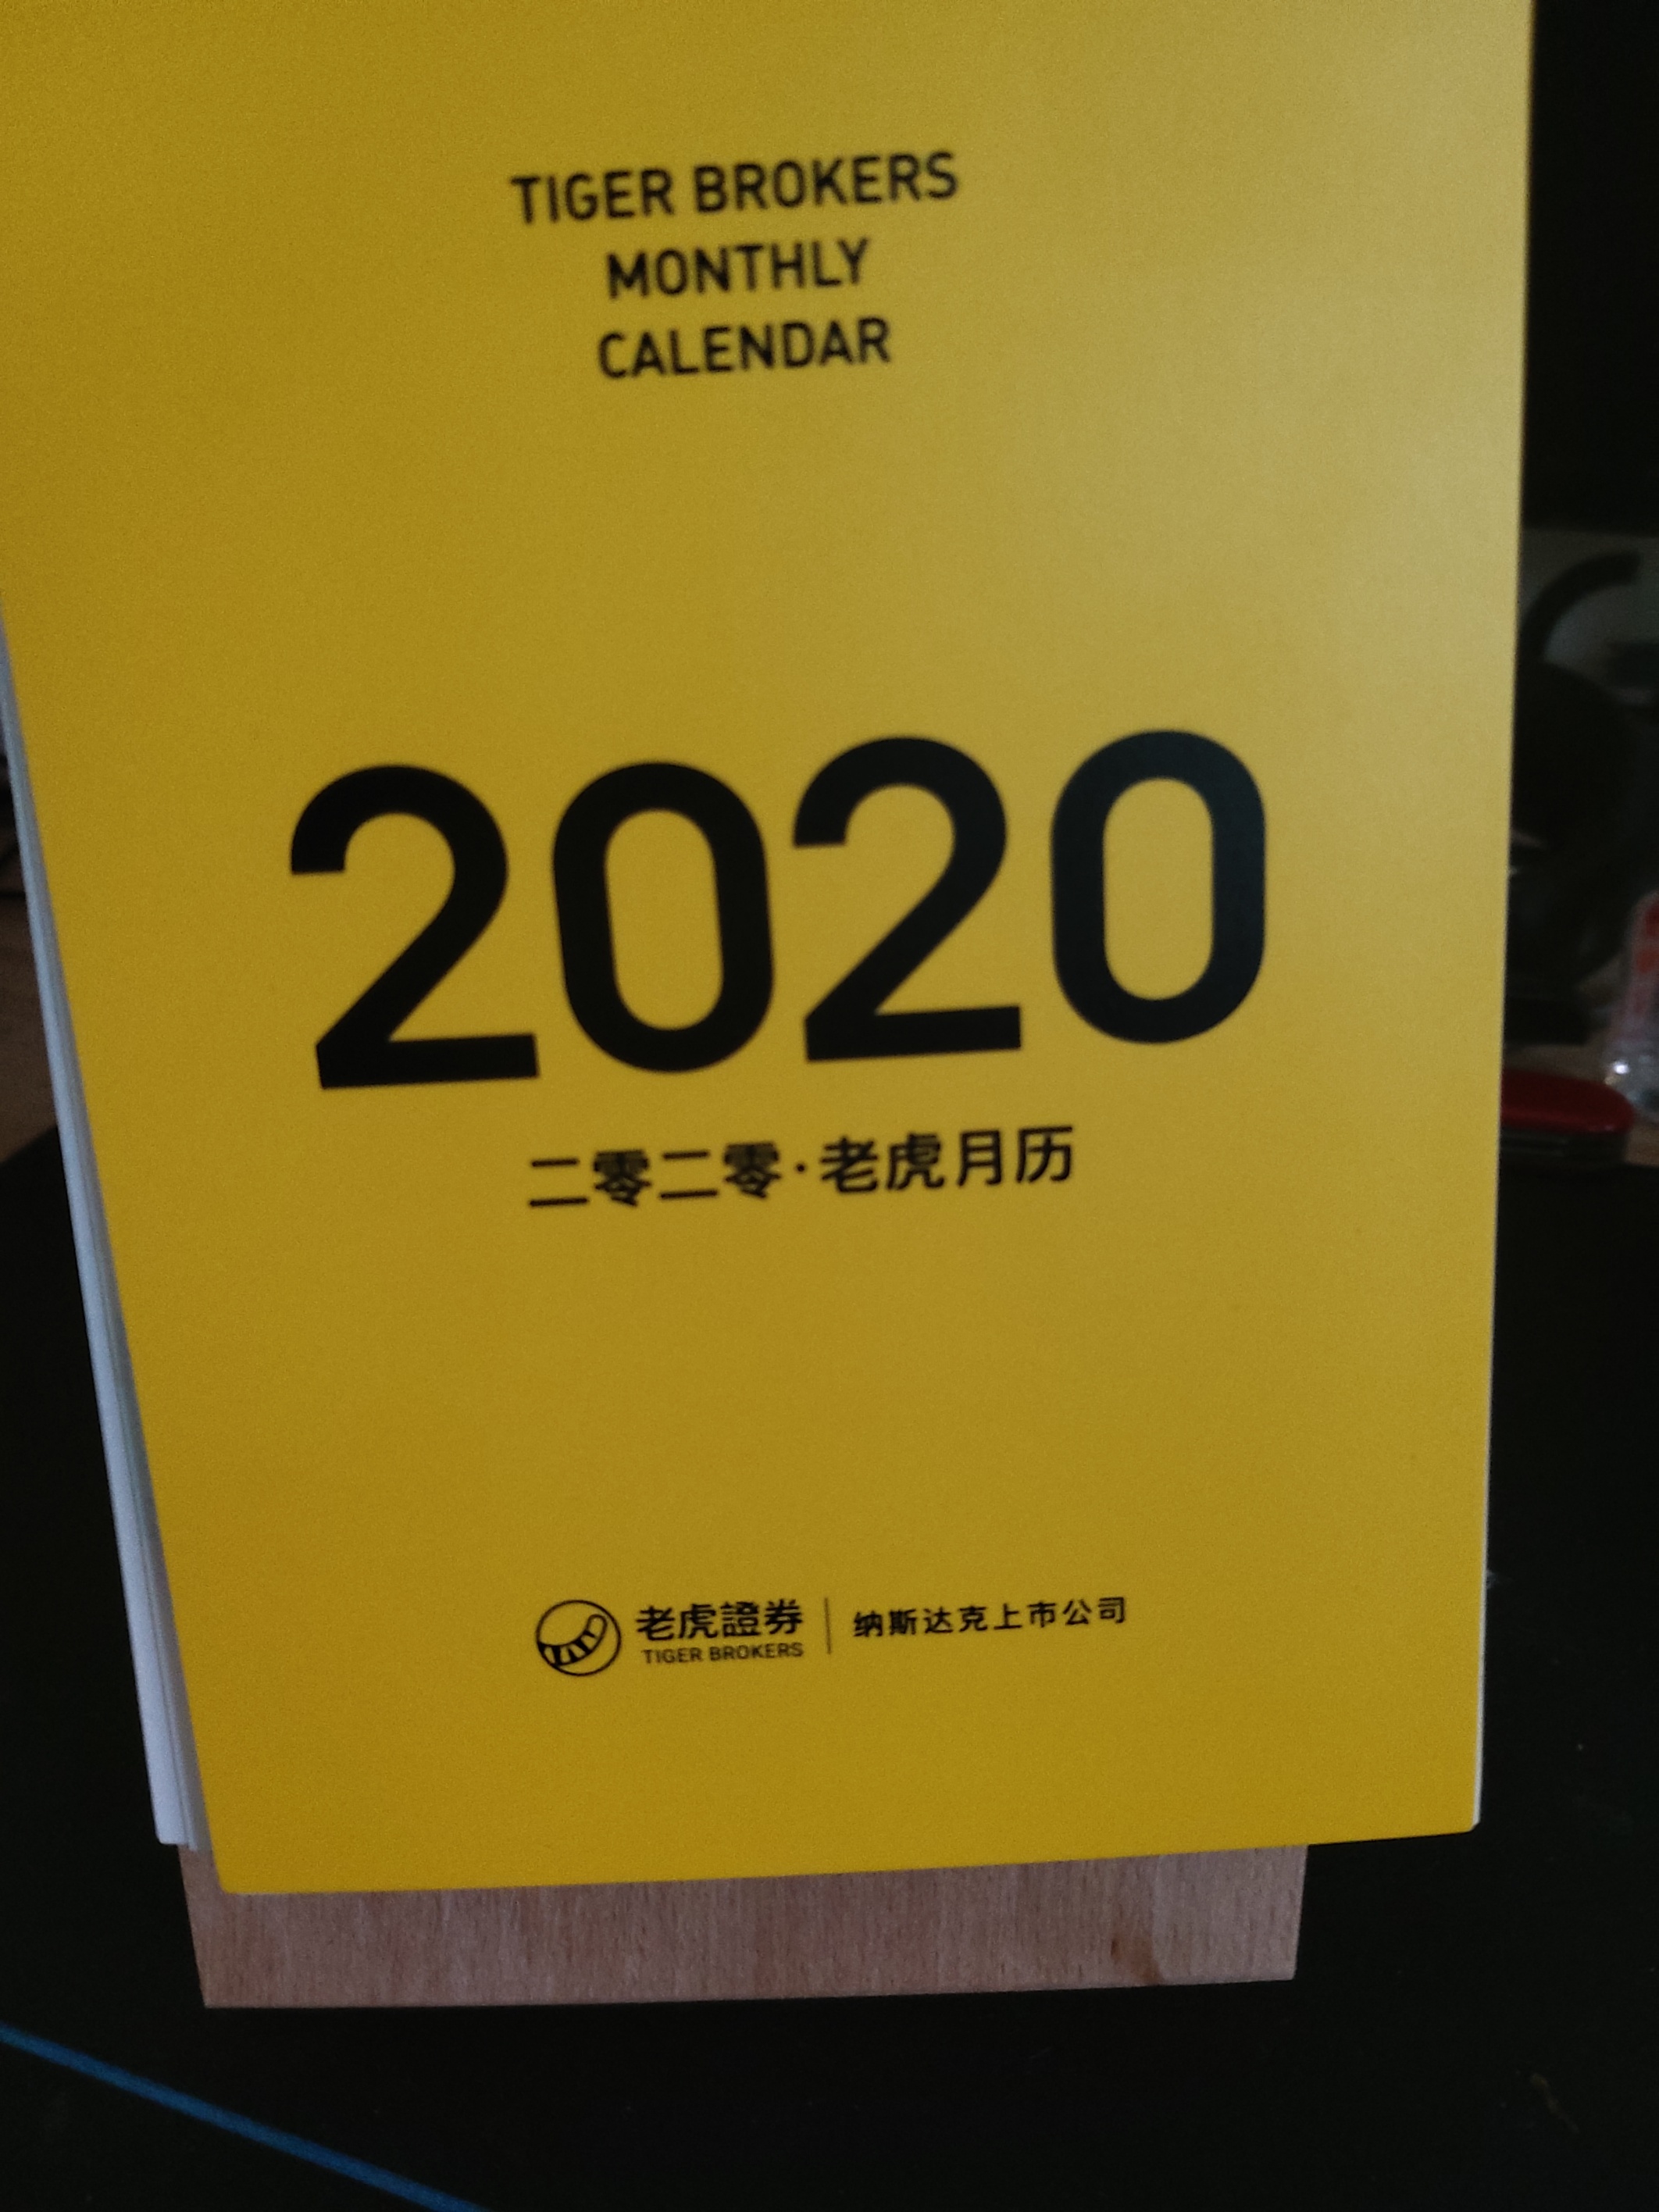 TIGER BROKERS
MONTHLY
CALENDAR
2020
二零二零·老虎月历
老虎證券 | 纳斯达克上市公司
TIGER BROKERS